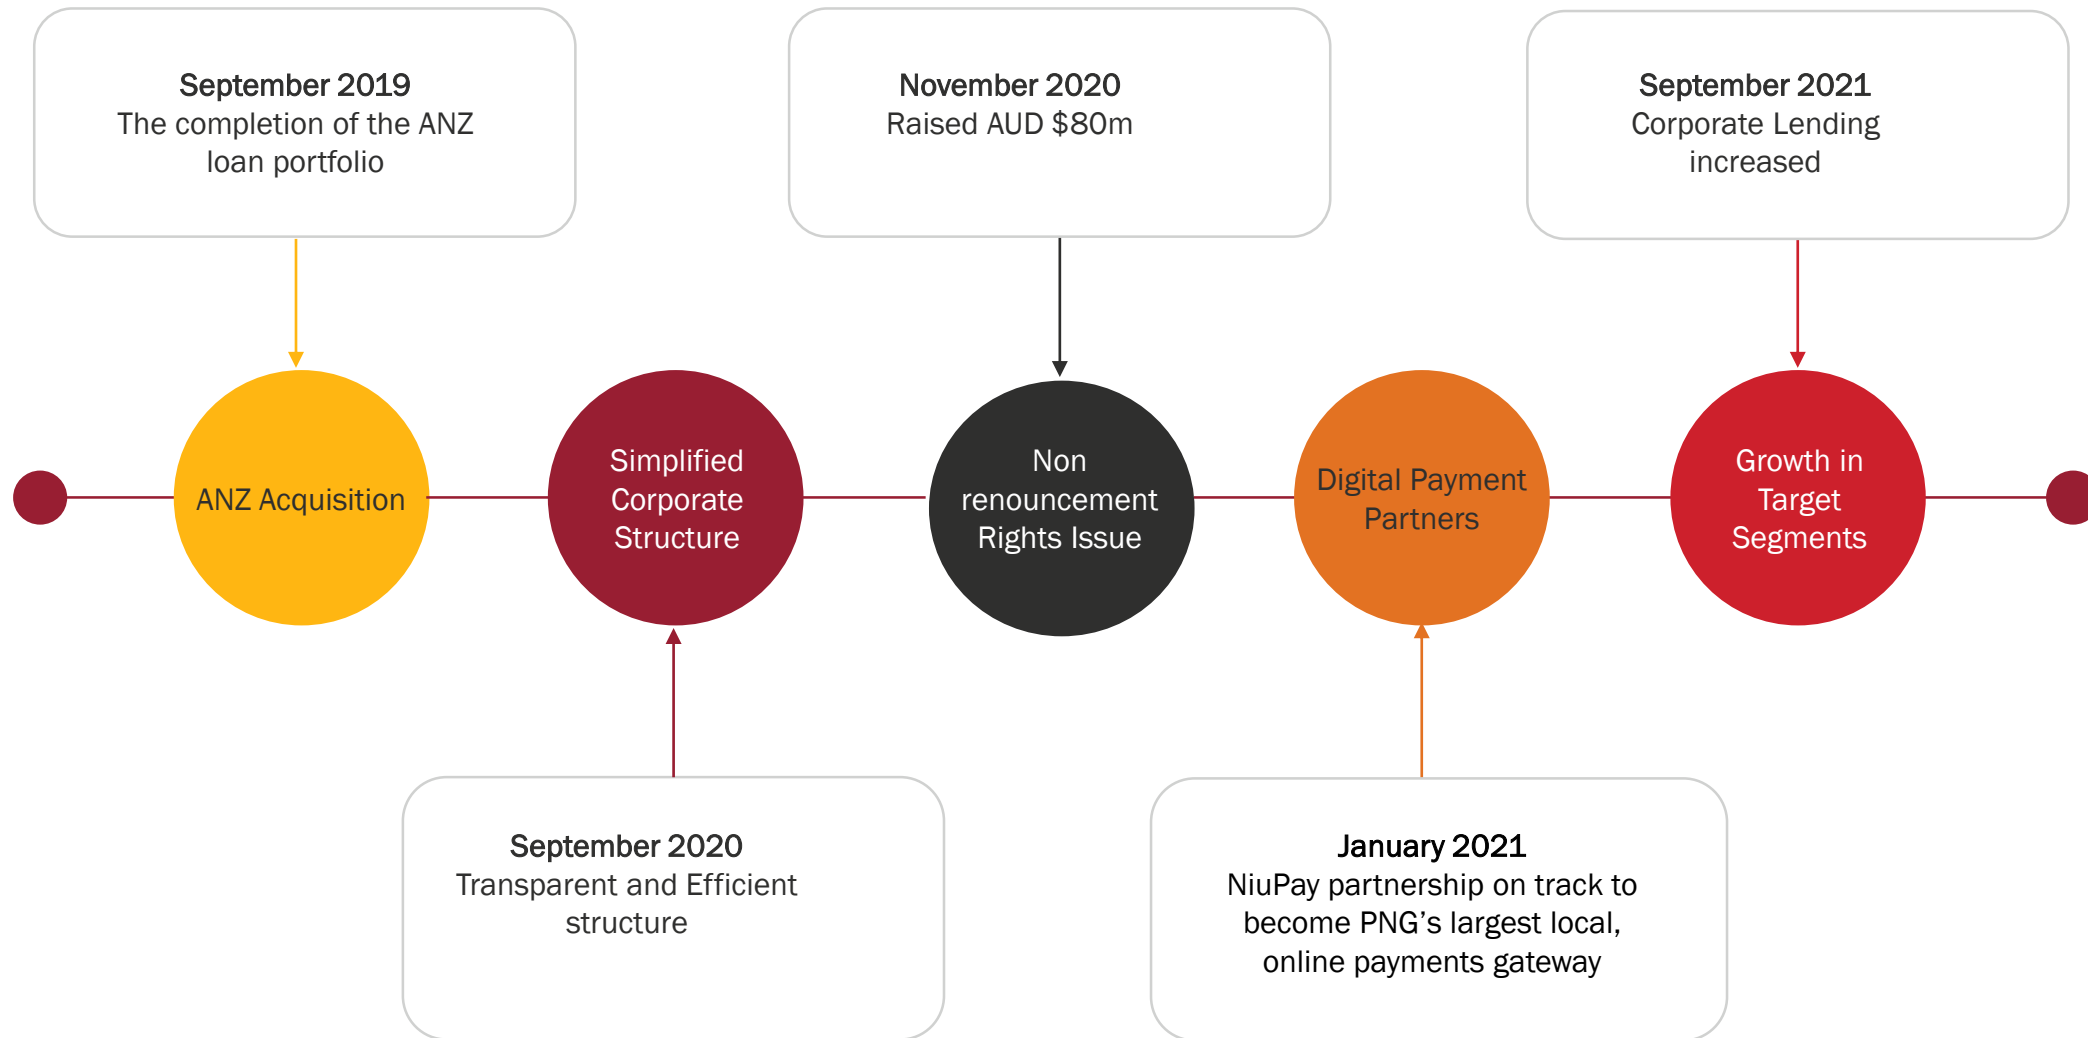 September 2019
The completion of the ANZ
loan portfolio
November 2020
Raised AUD $80m
September 2021
Corporate Lending
increased
ANZ Acquisition
Simplified
Corporate
Structure
Non
renouncement
Rights Issue
Digital Payment
Partners
Growth in
Target
Segments
September 2020
Transparent and Efficient
structure
January 2021
NiuPay partnership on track to
become PNG’s largest local,
online payments gateway